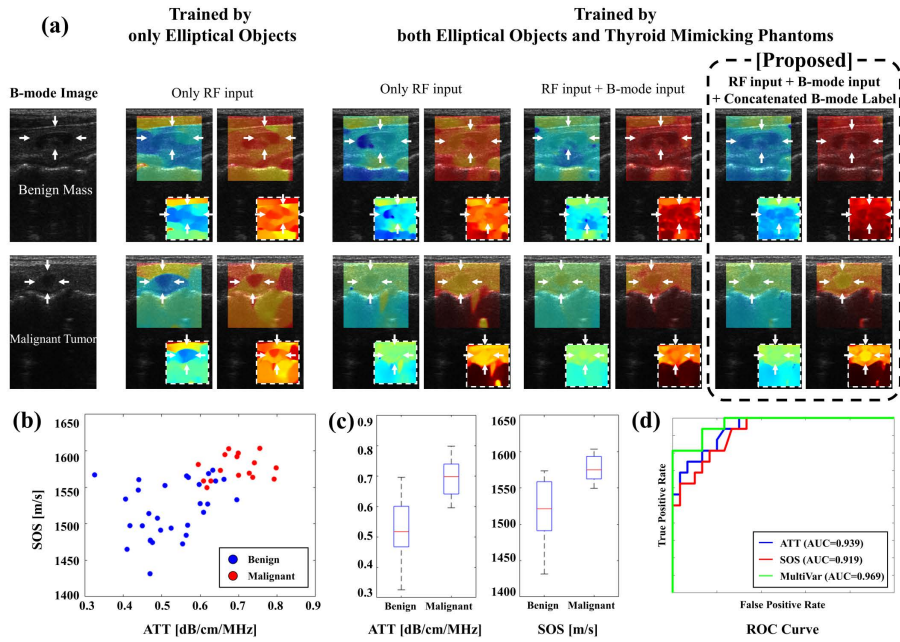 (a)
Trained by
only Elliptical Objects
Trained by
both Elliptical Objects and Thyroid Mimicking Phantoms
[Proposed]
B-mode Image
Only RF input
Only RF input
RF input + B-mode input
RF input + B-mode input
+ Concatenated B-mode Label
Benign Mass
Malignant Tumor
(b)
1600
1550
1500
1450
1400
SOS [m/s]
0.3 0.4 0.5 0.6 0.7 0.8 0.9
ATT [dB/cm/MHz]
Benign
Malignant
(c)
0.9
0.8
0.7
0.6
0.5
0.4
0.3
Benign Malignant
ATT [dB/cm/MHz]
1650
1600
1550
1500
1450
1400
Benign Malignant
SOS [m/s]
(d)
True Positive Rate
ATT (AUC=0.939)
SOS (AUC=0.919)
MultiVar (AUC=0.969)
False Positive Rate
ROC Curve